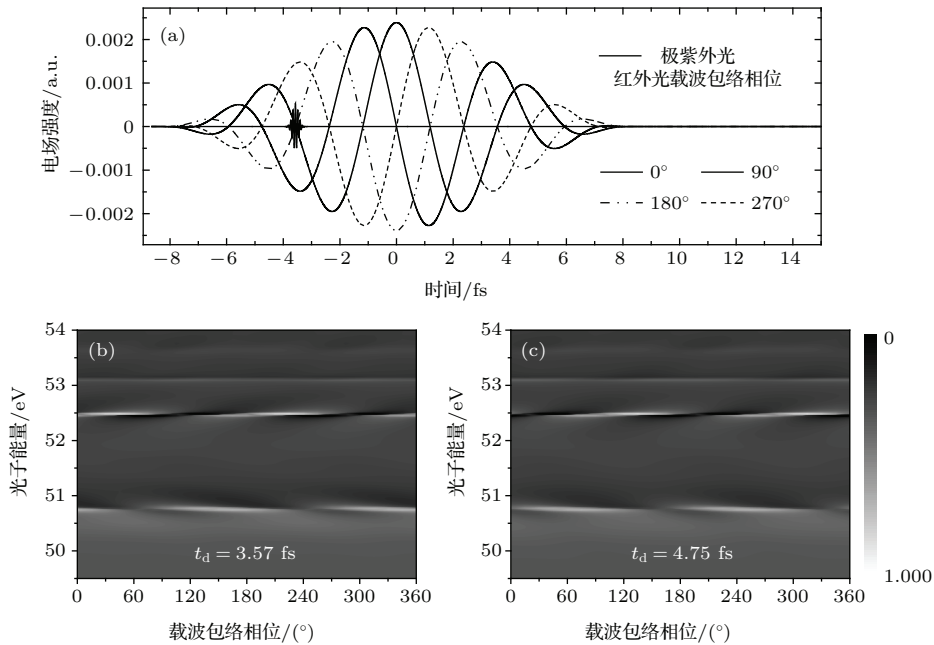 (a)
极紫外光
红外光载波包络相位
0° 90°
180° 270°
电场强度/a.u.
0.002
0.001
0
−0.001
−0.002
−8 −6 −4 −2 0 2 4 6 8 10 12 14
时间/fs
(b)
光子能量/eV
54
53
52
51
50
t_d = 3.57 fs
0 60 120 180 240 300 360
载波包络相位/(°)
(c)
光子能量/eV
54
53
52
51
50
t_d = 4.75 fs
0 60 120 180 240 300 360
载波包络相位/(°)
0
1.000